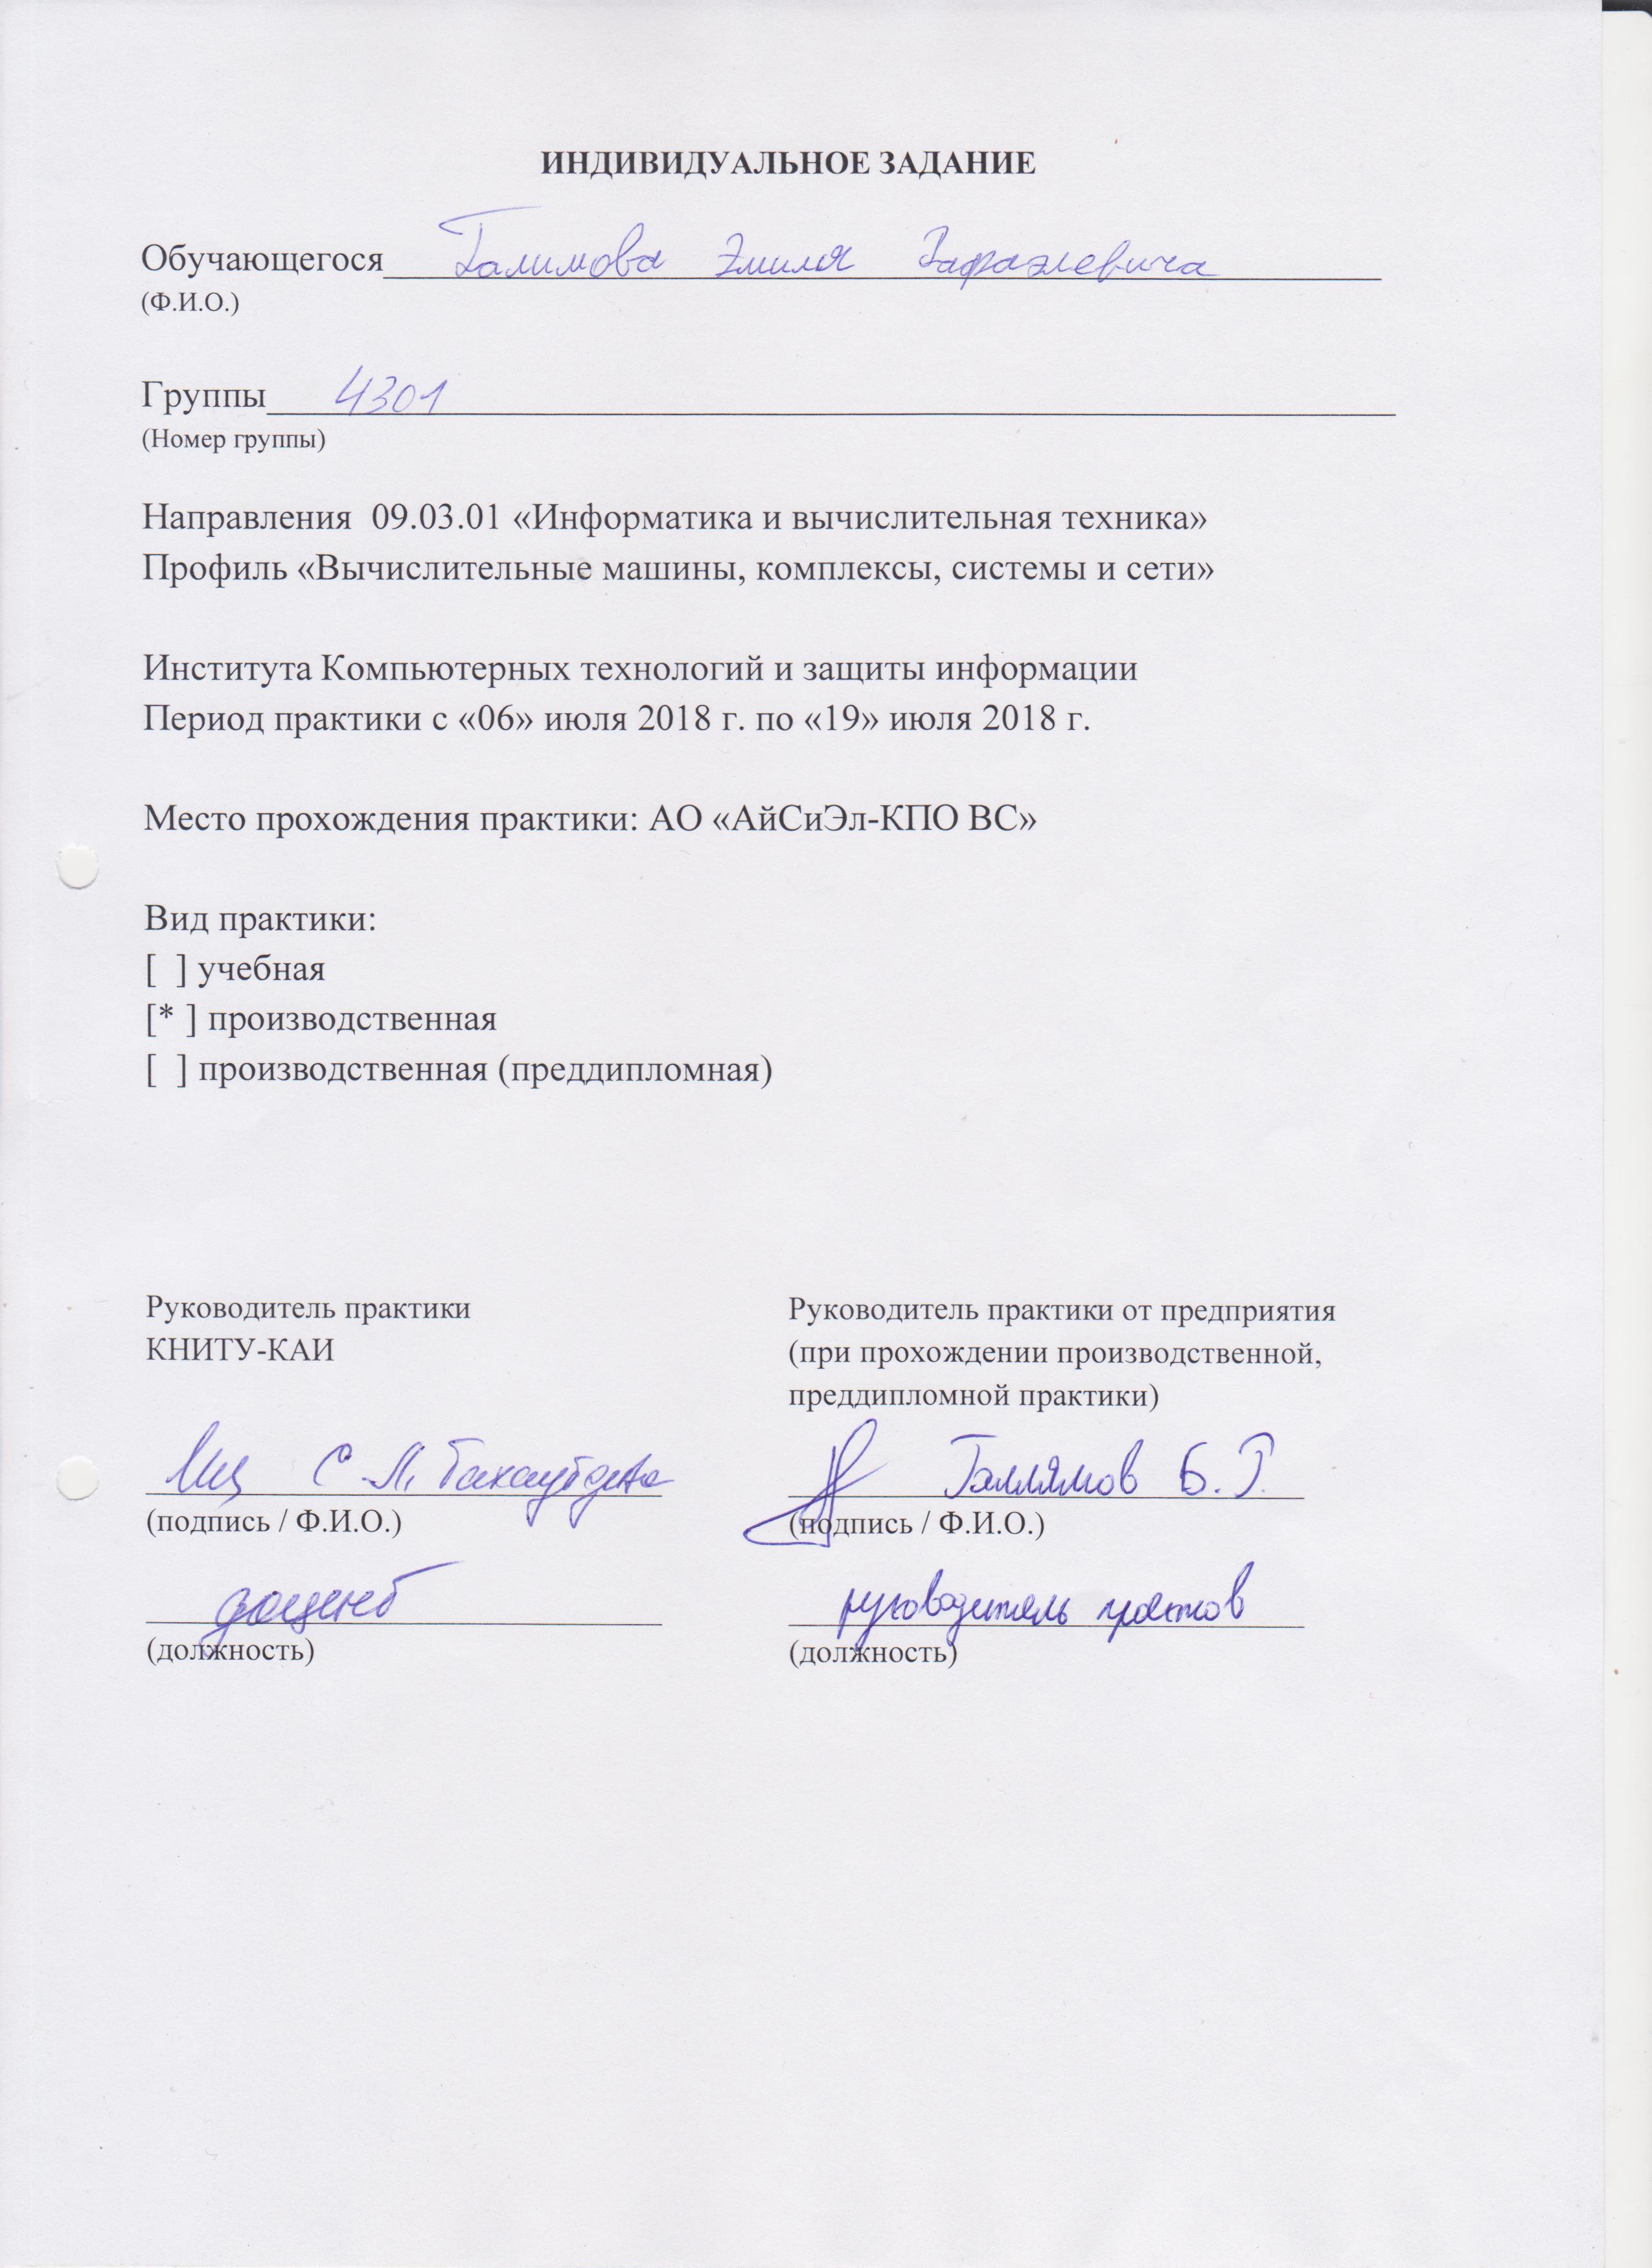 ИНДИВИДУАЛЬНОЕ ЗАДАНИЕ
Обучающегося Галимова Эмиля Рафаэлевича
(Ф.И.О.)
Группы 4301
(Номер группы)
Направления 09.03.01 «Информатика и вычислительная техника»
Профиль «Вычислительные машины, комплексы, системы и сети»
Института Компьютерных технологий и защиты информации
Период практики с «06» июля 2018 г. по «19» июля 2018 г.
Место прохождения практики: АО «АйСиЭл-КПО ВС»
Вид практики:
[ ] учебная
[* ] производственная
[ ] производственная (преддипломная)
Руководитель практики
КНИТУ-КАИ
С. М.
(подпись / Ф.И.О.)
доцент
(должность)
Руководитель практики от предприятия
(при прохождении производственной,
преддипломной практики)
Галлямов Б. Р.
(подпись / Ф.И.О.)
руководитель проектов
(должность)